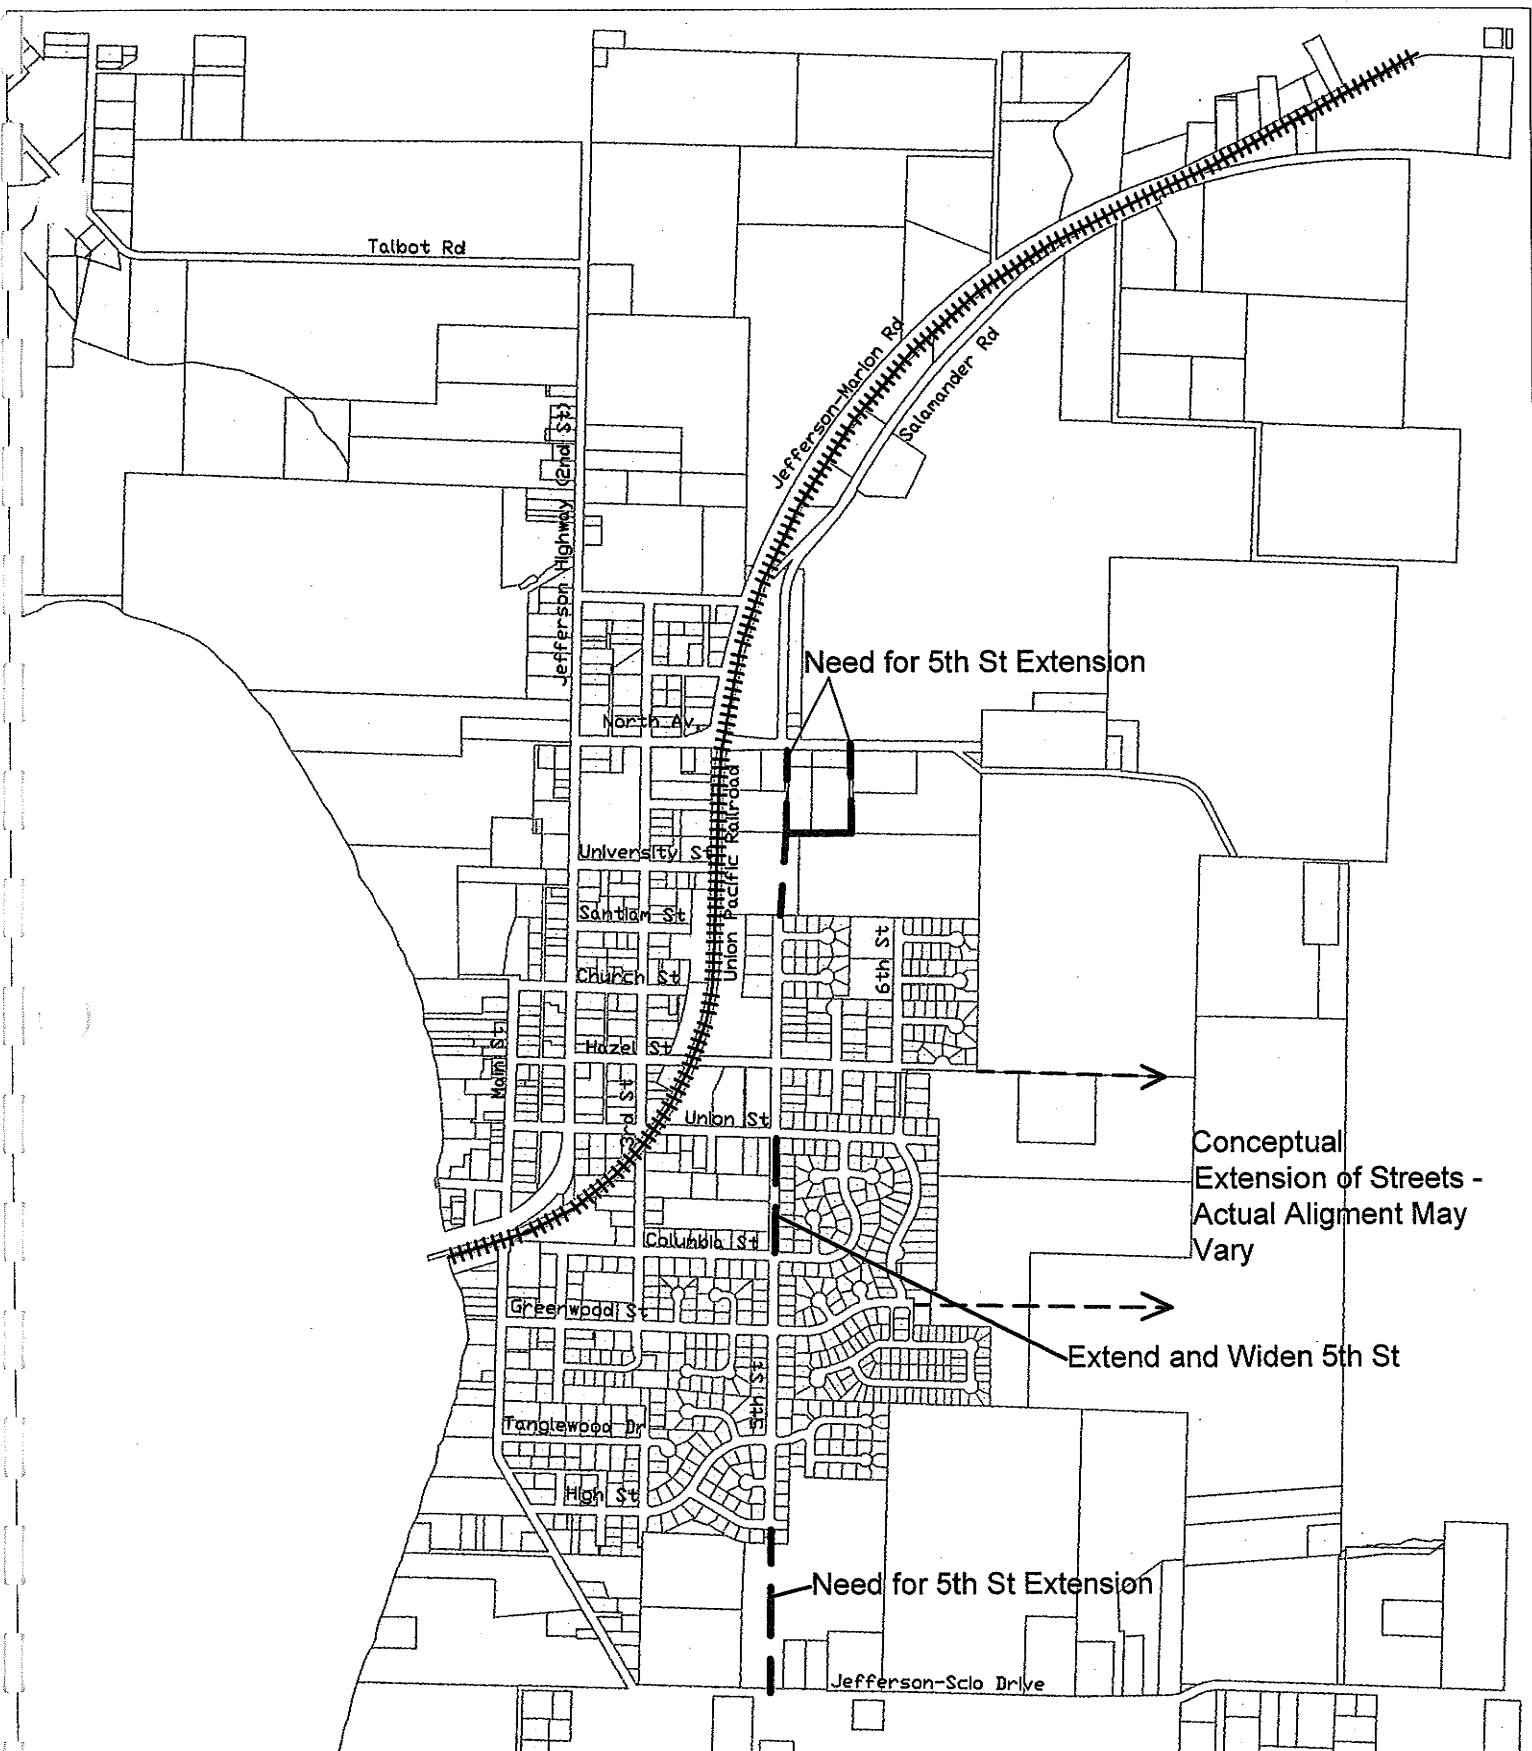 Talbot Rd
Jefferson-Marion Rd
Salamander Rd
Jefferson Highway (2nd St)
Need for 5th St Extension
North Av.
Union Pacific Railroad
University St
Santiam St
6th St
Church St
Main St
Hazel St
3rd St
Union St
Conceptual
Extension of Streets -
Actual Aligment May
Vary
Columbia St
Greenwood St
Extend and Widen 5th St
5th St
Tanglewood Dr
High St
Need for 5th St Extension
Jefferson-Scio Drive